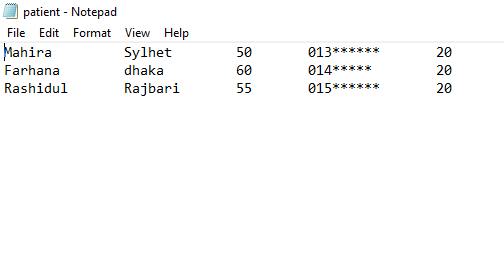 patient - Notepad
File Edit Format View Help
Mahira Sylhet 50 013****** 20
Farhana dhaka 60 014***** 20
Rashidul Rajbari 55 015****** 20